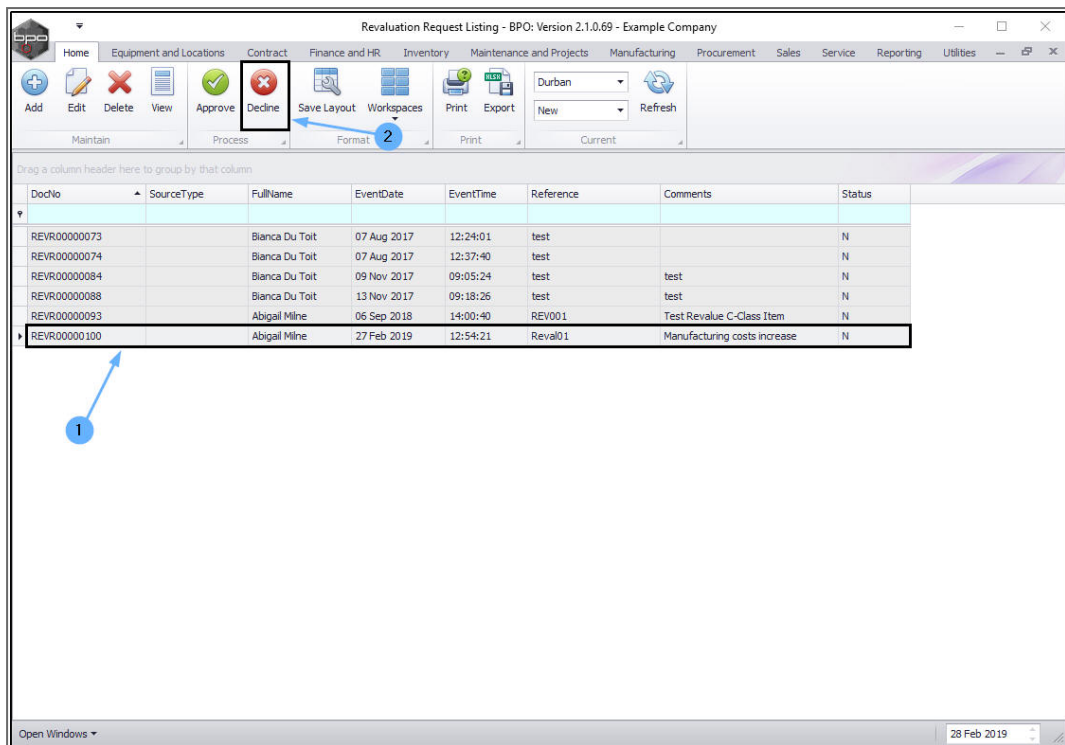 bpo
Revaluation Request Listing - BPO: Version 2.1.0.69 - Example Company
Home Equipment and Locations Contract Finance and HR Inventory Maintenance and Projects Manufacturing Procurement Sales Service Reporting Utilities
Add Edit Delete View Approve Decline Save Layout Workspaces Print Export Refresh
XLSX
Durban
New
Maintain Process Format Print Current
2
Drag a column header here to group by that column
DocNo SourceType FullName EventDate EventTime Reference Comments Status
REVR00000073 Bianca Du Toit 07 Aug 2017 12:24:01 test N
REVR00000074 Bianca Du Toit 07 Aug 2017 12:37:40 test N
REVR00000084 Bianca Du Toit 09 Nov 2017 09:05:24 test test N
REVR00000088 Bianca Du Toit 13 Nov 2017 09:18:26 test test N
REVR00000093 Abigail Milne 06 Sep 2018 14:00:40 REV001 Test Revalue C-Class Item N
REVR00000100 Abigail Milne 27 Feb 2019 12:54:21 Reval01 Manufacturing costs increase N
1
Open Windows 28 Feb 2019